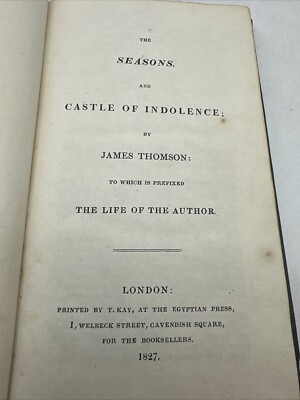 THE
SEASONS,
AND
CASTLE OF INDOLENCE;
BY
JAMES THOMSON:
TO WHICH IS PREFIXED
THE LIFE OF THE AUTHOR.
LONDON:
PRINTED BY T. KAY, AT THE EGYPTIAN PRESS,
1, WELBECK STREET, CAVENDISH SQUARE,
FOR THE BOOKSELLERS.
1827.